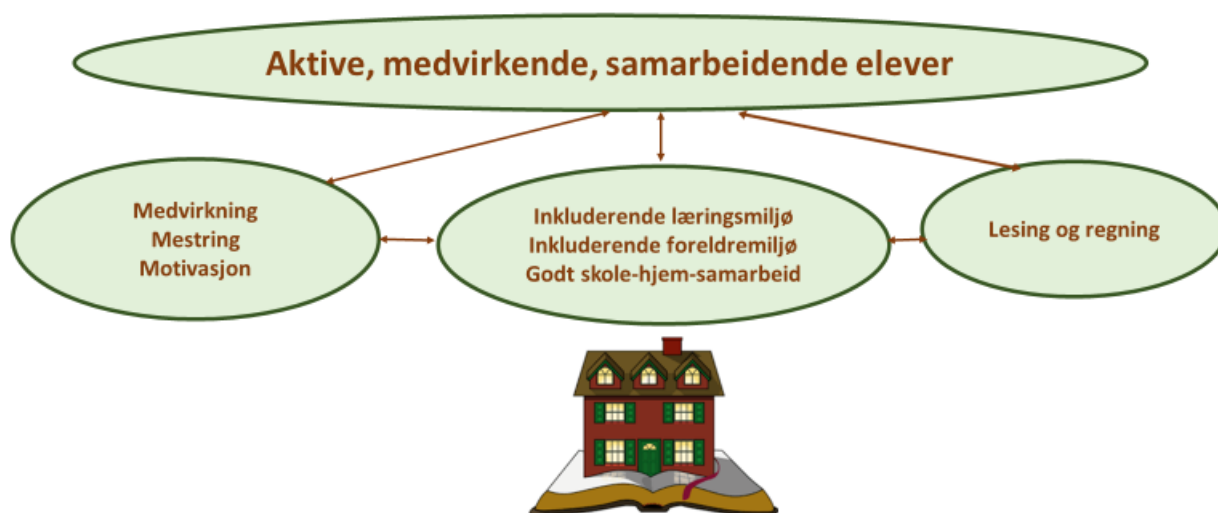 Aktive, medvirkende, samarbeidende elever
Medvirkning
Mestring
Motivasjon
Inkluderende læringsmiljø
Inkluderende foreldremiljø
Godt skole-hjem-samarbeid
Lesing og regning